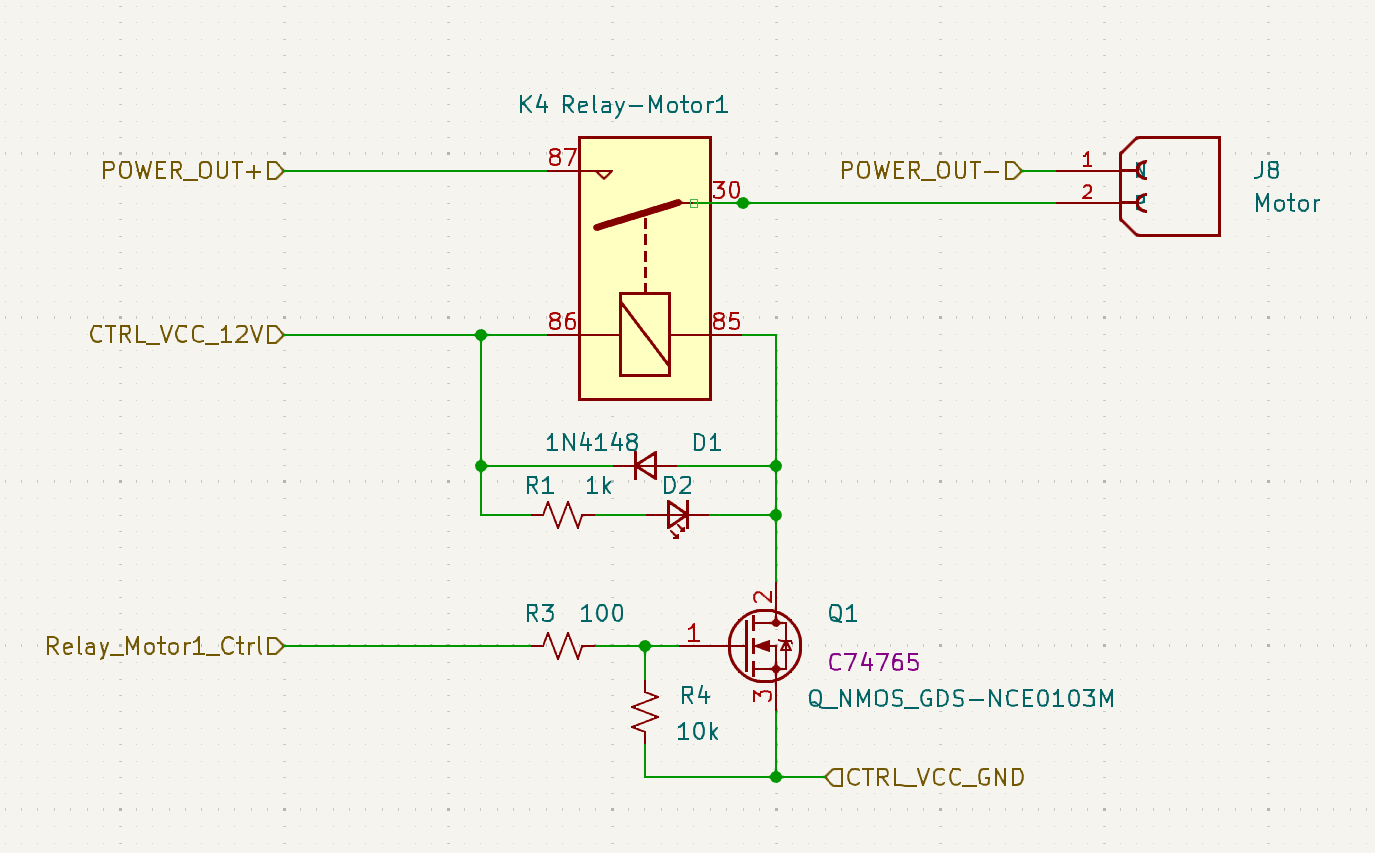 K4 Relay-Motor1
POWER_OUT+
87
POWER_OUT-
1
J8
30
2
Motor
CTRL_VCC_12V
86
85
1N4148
D1
R1
1k
D2
R3
100
2
Q1
Relay_Motor1_Ctrl
1
C74765
R4
3
Q_NMOS_GDS-NCE0103M
10k
CTRL_VCC_GND